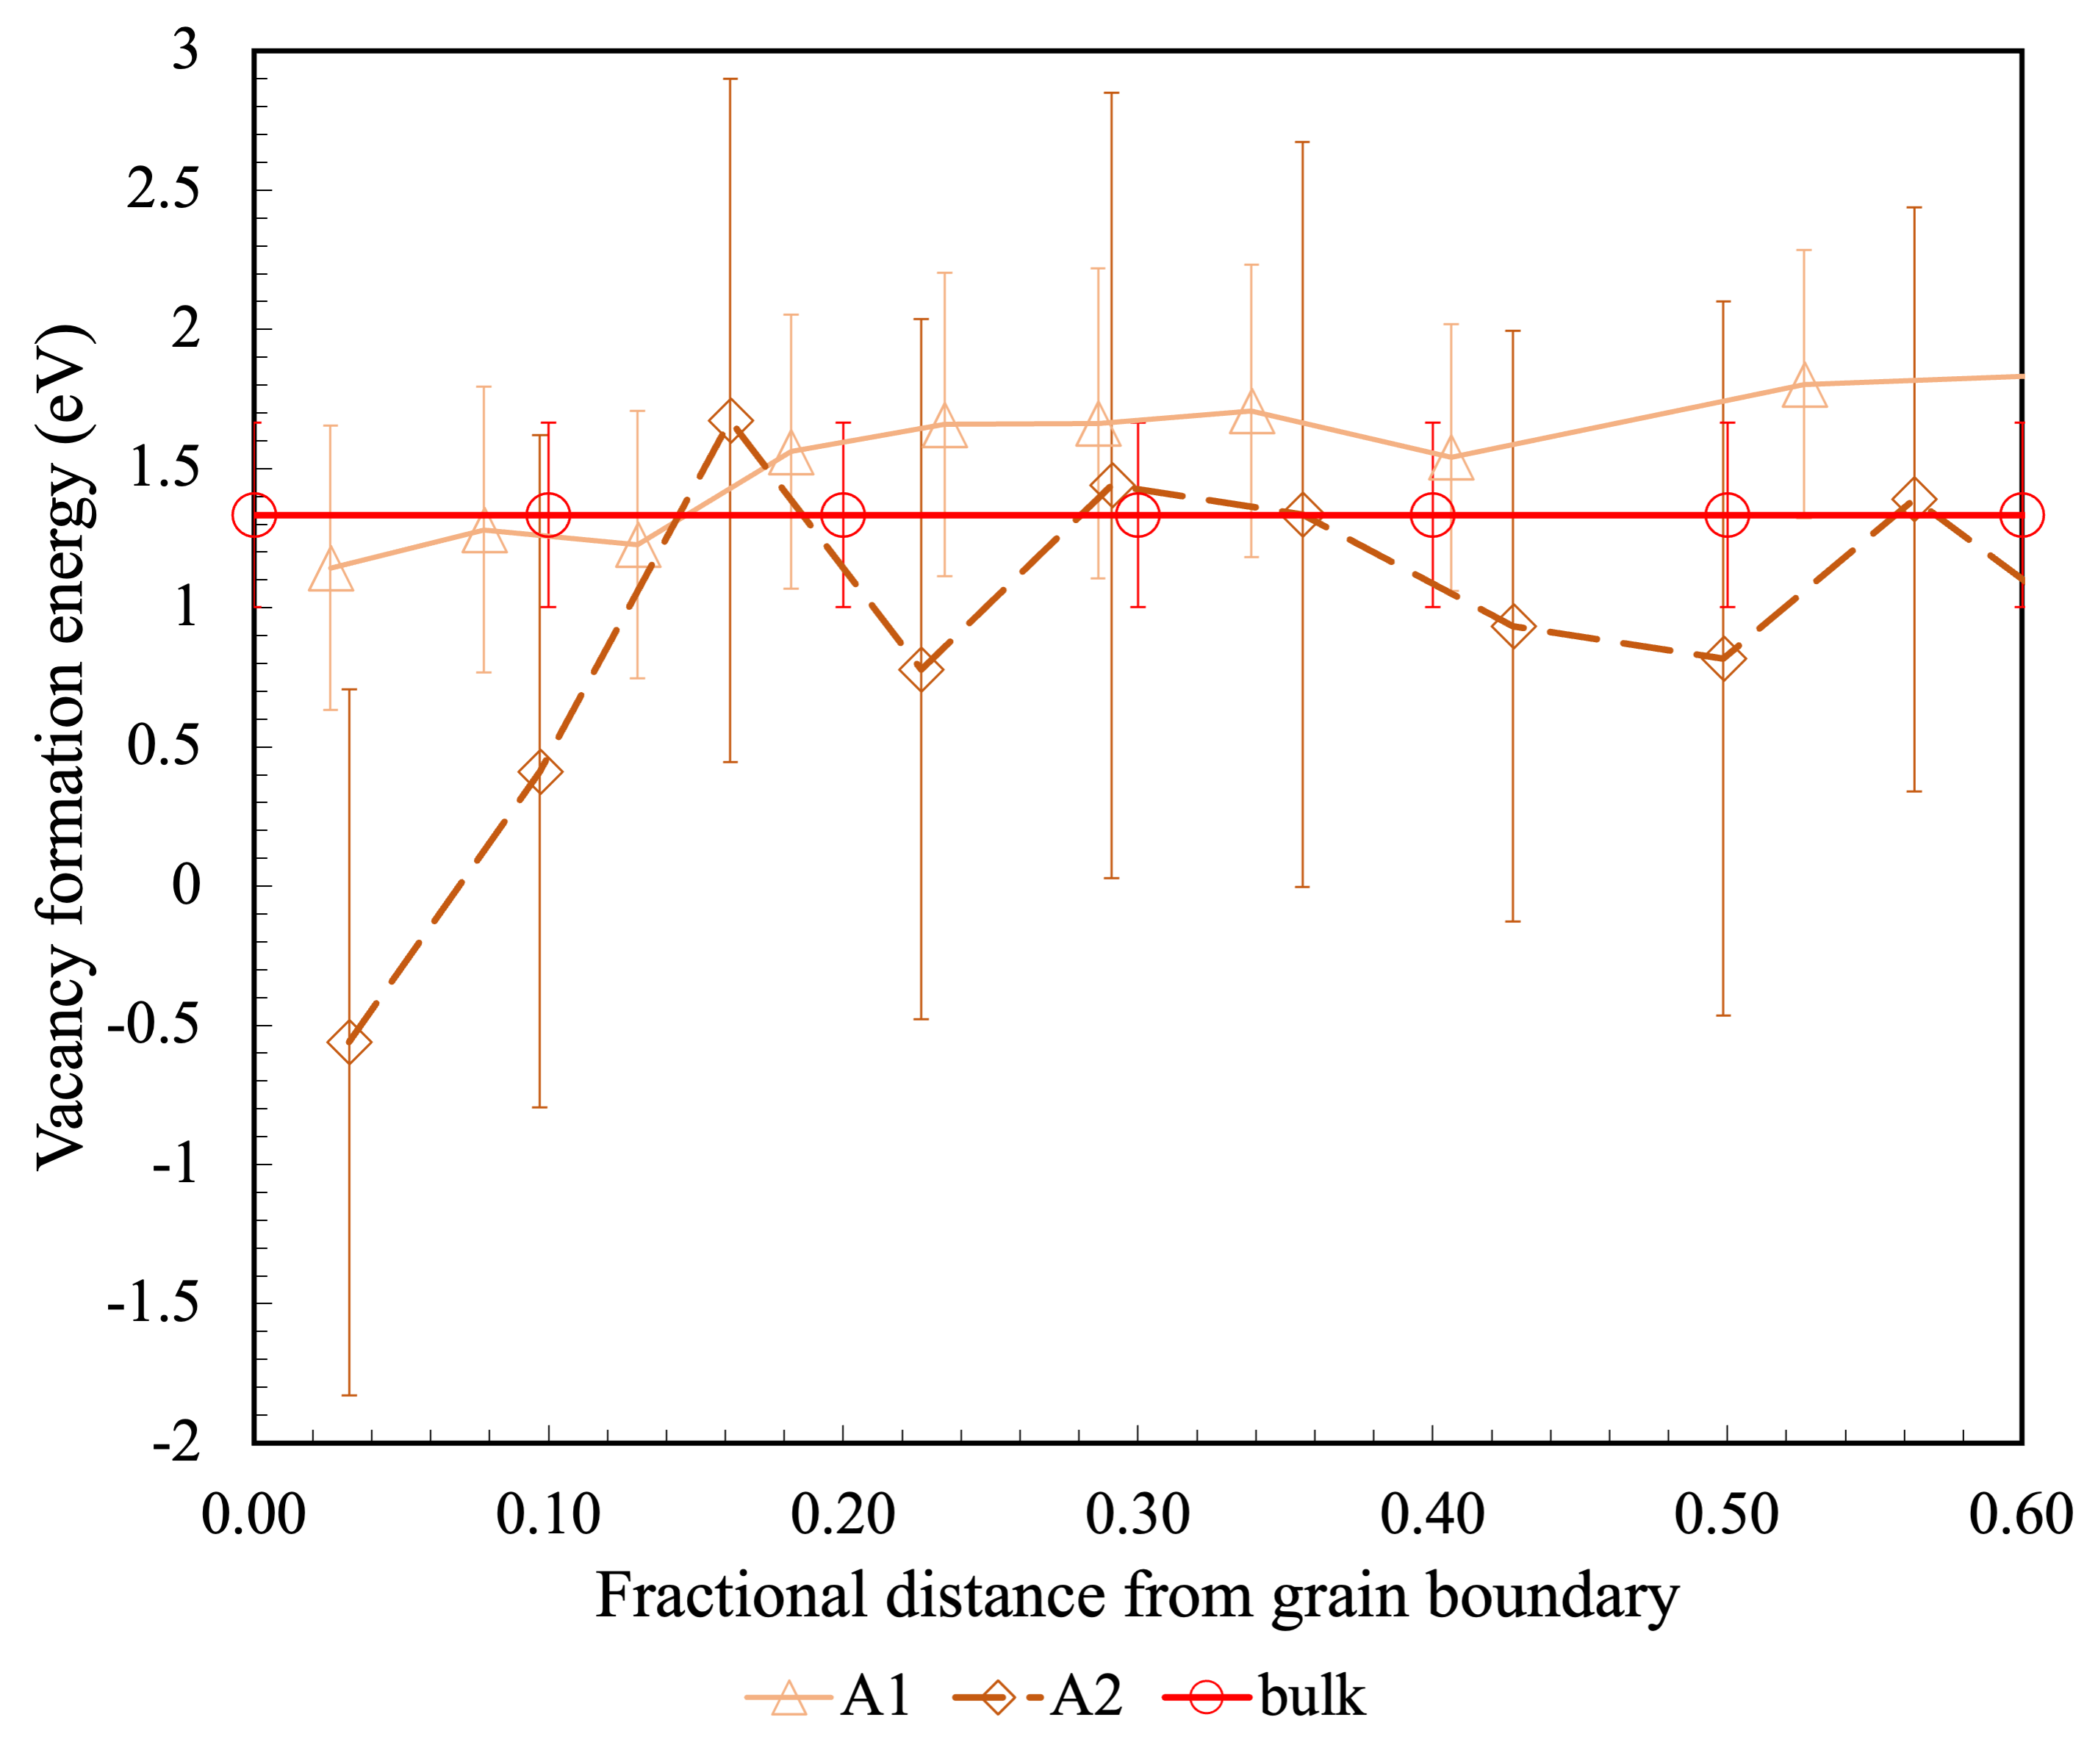 Vacancy formation energy (eV)
3
2.5
2
1.5
1
0.5
0
-0.5
-1
-1.5
-2
0.00 0.10 0.20 0.30 0.40 0.50 0.60
Fractional distance from grain boundary
A1 A2 bulk